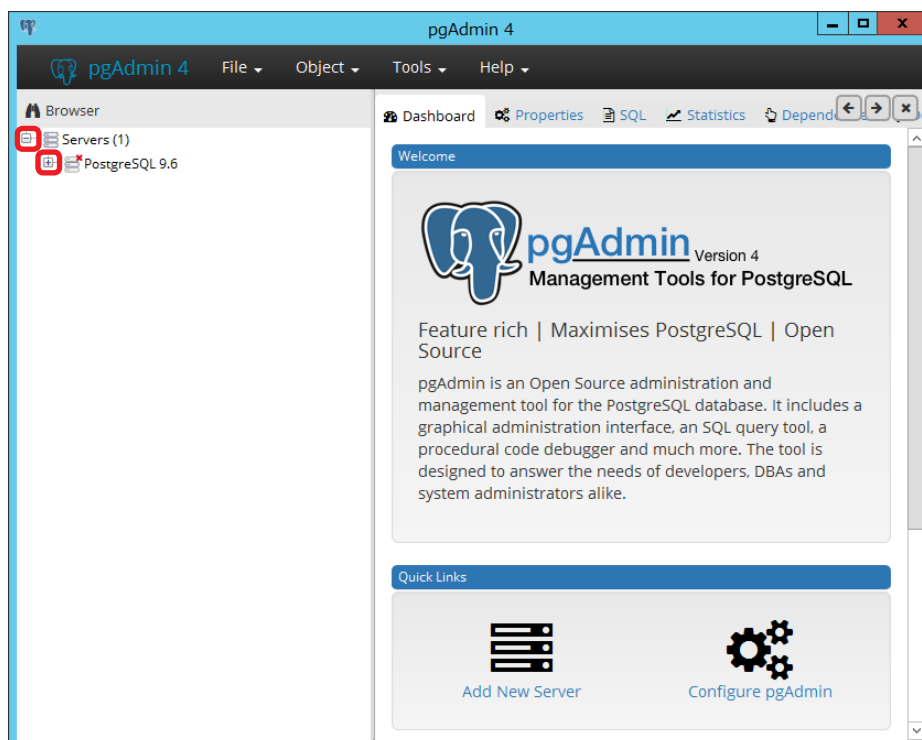 pgAdmin 4
pgAdmin 4 File Object Tools Help
Browser
Servers (1)
PostgreSQL 9.6
Dashboard Properties SQL Statistics
Welcome
pgAdmin Version 4
Management Tools for PostgreSQL
Feature rich | Maximises PostgreSQL | Open
Source
pgAdmin is an Open Source administration and
management tool for the PostgreSQL database. It includes a
graphical administration interface, an SQL query tool, a
procedural code debugger and much more. The tool is
designed to answer the needs of developers, DBAs and
system administrators alike.
Quick Links
Add New Server Configure pgAdmin